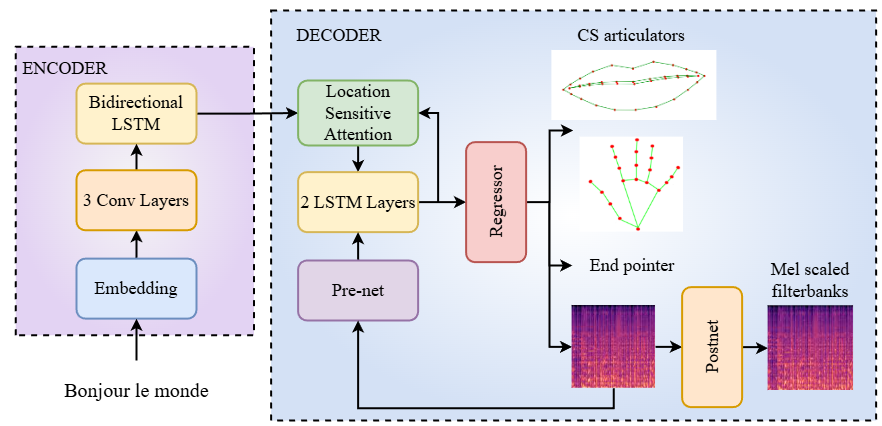 ENCODER
Bidirectional
LSTM
3 Conv Layers
Embedding
Bonjour le monde
DECODER
Location
Sensitive
Attention
2 LSTM Layers
Pre-net
Regressor
CS articulators
End pointer
Postnet
Mel scaled
filterbanks